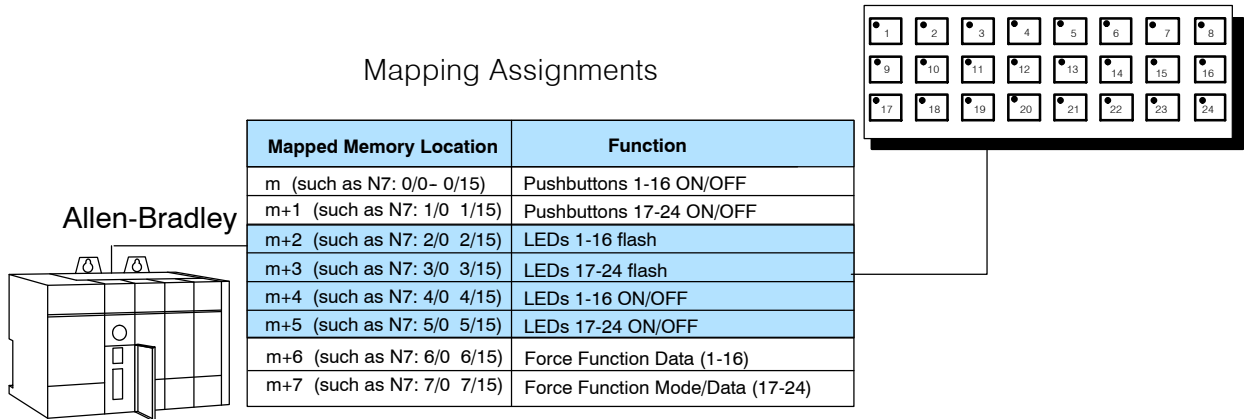 1 2 3 4 5 6 7 8
9 10 11 12 13 14 15 16
17 18 19 20 21 22 23 24
Mapping Assignments
Allen-Bradley
Mapped Memory Location Function
m (such as N7: 0/0– 0/15) Pushbuttons 1-16 ON/OFF
m+1 (such as N7: 1/0 1/15) Pushbuttons 17-24 ON/OFF
m+2 (such as N7: 2/0 2/15) LEDs 1-16 flash
m+3 (such as N7: 3/0 3/15) LEDs 17-24 flash
m+4 (such as N7: 4/0 4/15) LEDs 1-16 ON/OFF
m+5 (such as N7: 5/0 5/15) LEDs 17-24 ON/OFF
m+6 (such as N7: 6/0 6/15) Force Function Data (1-16)
m+7 (such as N7: 7/0 7/15) Force Function Mode/Data (17-24)